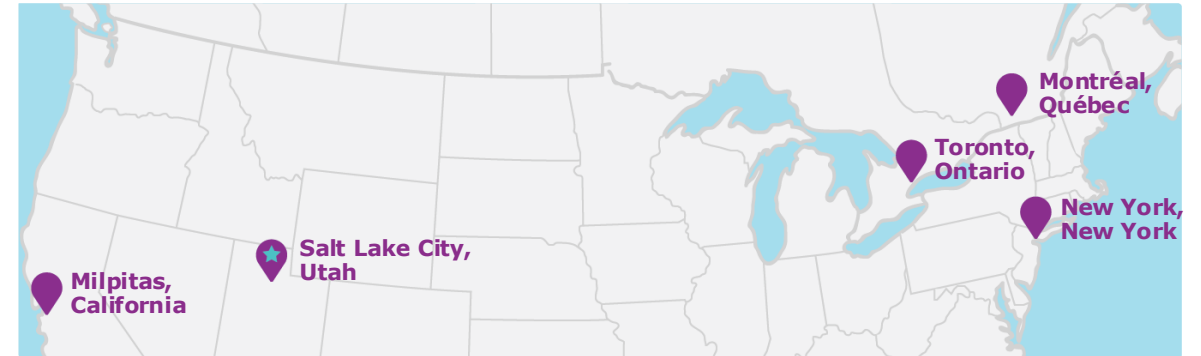 Montréal,
Québec
Toronto,
Ontario
New York,
New York
Salt Lake City,
Utah
Milpitas,
California